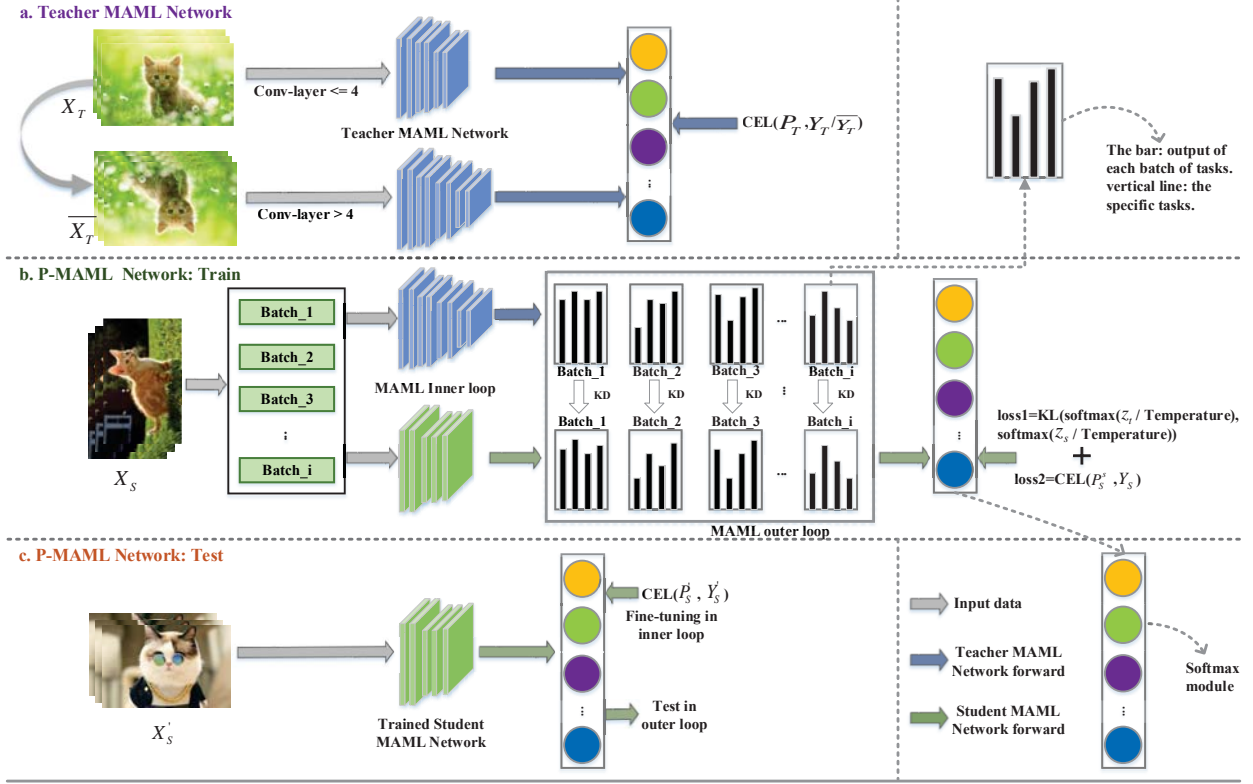 a. Teacher MAML Network
X_T
Conv-layer <= 4
Teacher MAML Network
CEL(P_T ,Y_T/\overline{Y_T})
\overline{X_T}
Conv-layer > 4
The bar: output of
each batch of tasks.
vertical line: the
specific tasks.
b. P-MAML Network: Train
Batch_1
Batch_2
Batch_3
...
Batch_i
X_S
MAML Inner loop
...
Batch_1 Batch_2 Batch_3 Batch_i
KD KD KD ... KD
Batch_1 Batch_2 Batch_3 Batch_i
...
MAML outer loop
...
loss1=KL(softmax(z_t / Temperature),
softmax(z_s / Temperature))
+
loss2=CEL(P_S^s ,Y_S)
c. P-MAML Network: Test
X_S^'
Trained Student
MAML Network
CEL(P_S^' , Y_S^')
Fine-tuning in
inner loop
...
Test in
outer loop
Input data
Teacher MAML
Network forward
Student MAML
Network forward
...
Softmax
module